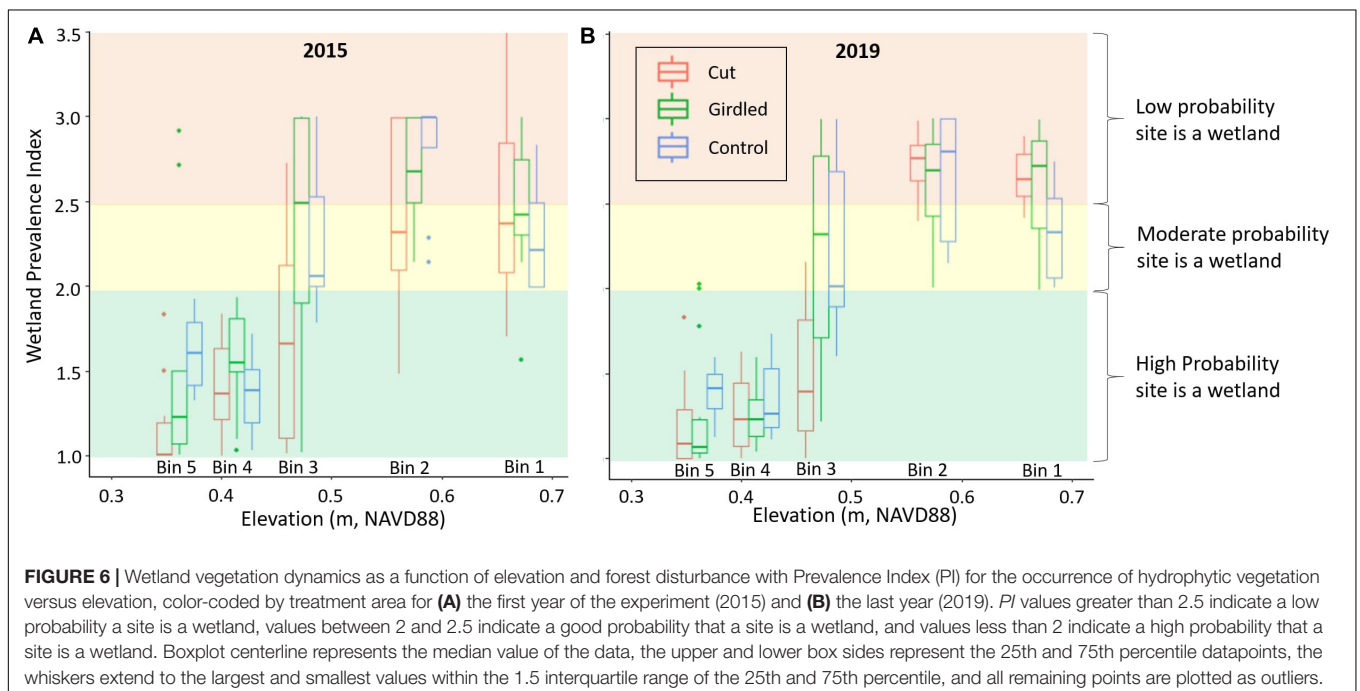 A
2015
3.5
3.0
2.5
2.0
1.5
1.0
Wetland Prevalence Index
Bin 5 Bin 4 Bin 3 Bin 2 Bin 1
0.3 0.4 0.5 0.6 0.7
Elevation (m, NAVD88)
B
2019
Cut
Girdled
Control
Bin 5 Bin 4 Bin 3 Bin 2 Bin 1
0.3 0.4 0.5 0.6 0.7
Elevation (m, NAVD88)
Low probability
site is a wetland
Moderate probability
site is a wetland
High Probability
site is a wetland
FIGURE 6 | Wetland vegetation dynamics as a function of elevation and forest disturbance with Prevalence Index (PI) for the occurrence of hydrophytic vegetation
versus elevation, color-coded by treatment area for (A) the first year of the experiment (2015) and (B) the last year (2019). PI values greater than 2.5 indicate a low
probability a site is a wetland, values between 2 and 2.5 indicate a good probability that a site is a wetland, and values less than 2 indicate a high probability that a
site is a wetland. Boxplot centerline represents the median value of the data, the upper and lower box sides represent the 25th and 75th percentile datapoints, the
whiskers extend to the largest and smallest values within the 1.5 interquartile range of the 25th and 75th percentile, and all remaining points are plotted as outliers.